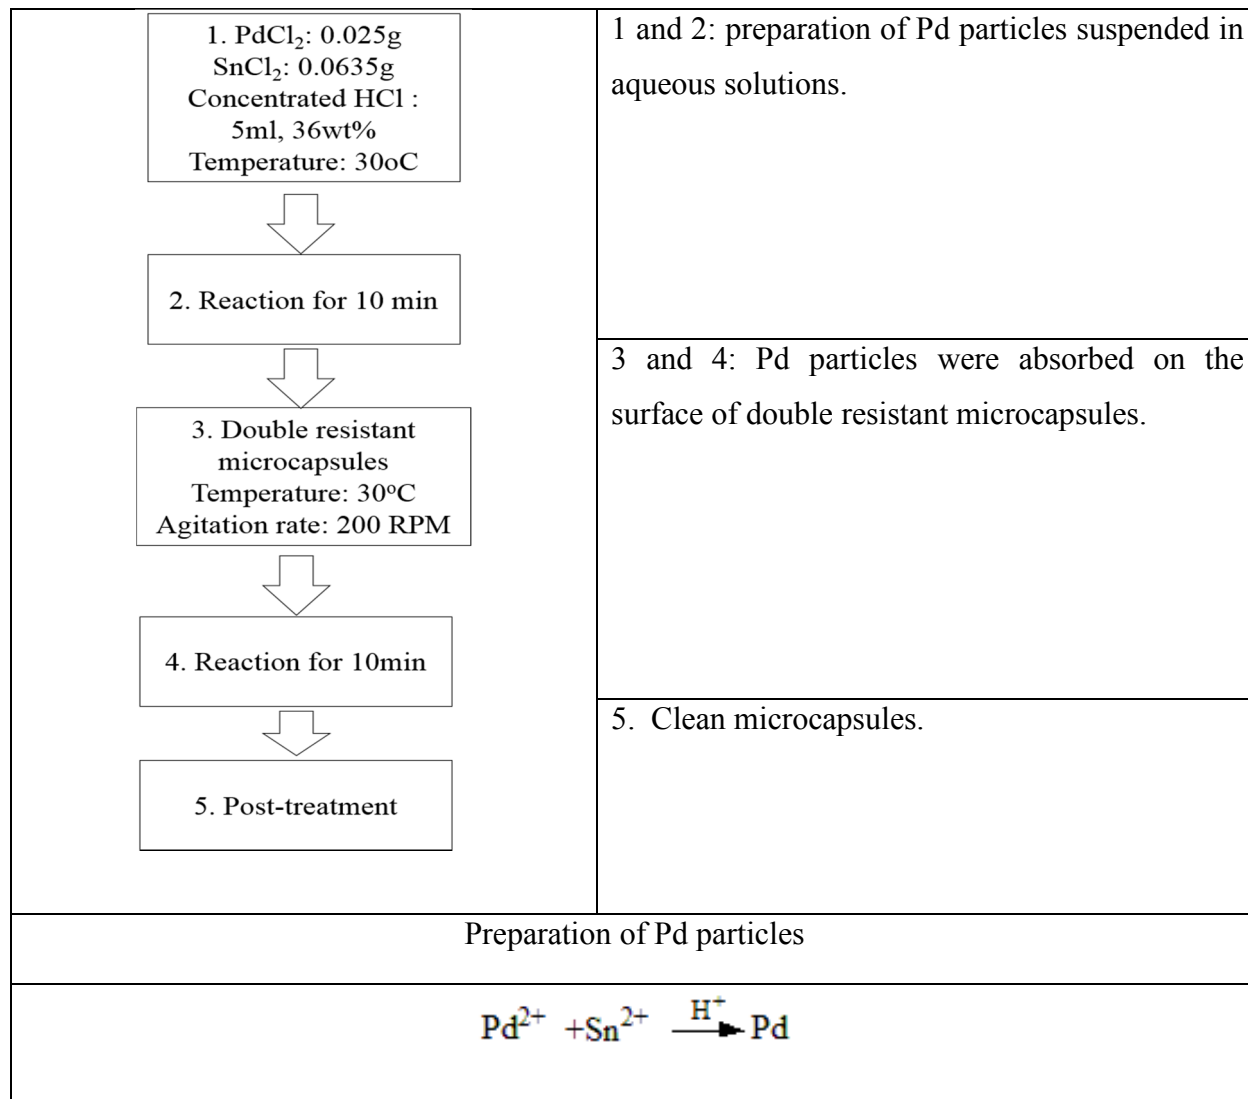 1. PdCl₂: 0.025g
SnCl₂: 0.0635g
Concentrated HCl :
5ml, 36wt%
Temperature: 30oC
2. Reaction for 10 min
3. Double resistant
microcapsules
Temperature: 30°C
Agitation rate: 200 RPM
4. Reaction for 10min
5. Post-treatment
1 and 2: preparation of Pd particles suspended in
aqueous solutions.
3 and 4: Pd particles were absorbed on the
surface of double resistant microcapsules.
5. Clean microcapsules.
Preparation of Pd particles
Pd²⁺ +Sn²⁺ —H⁺→ Pd